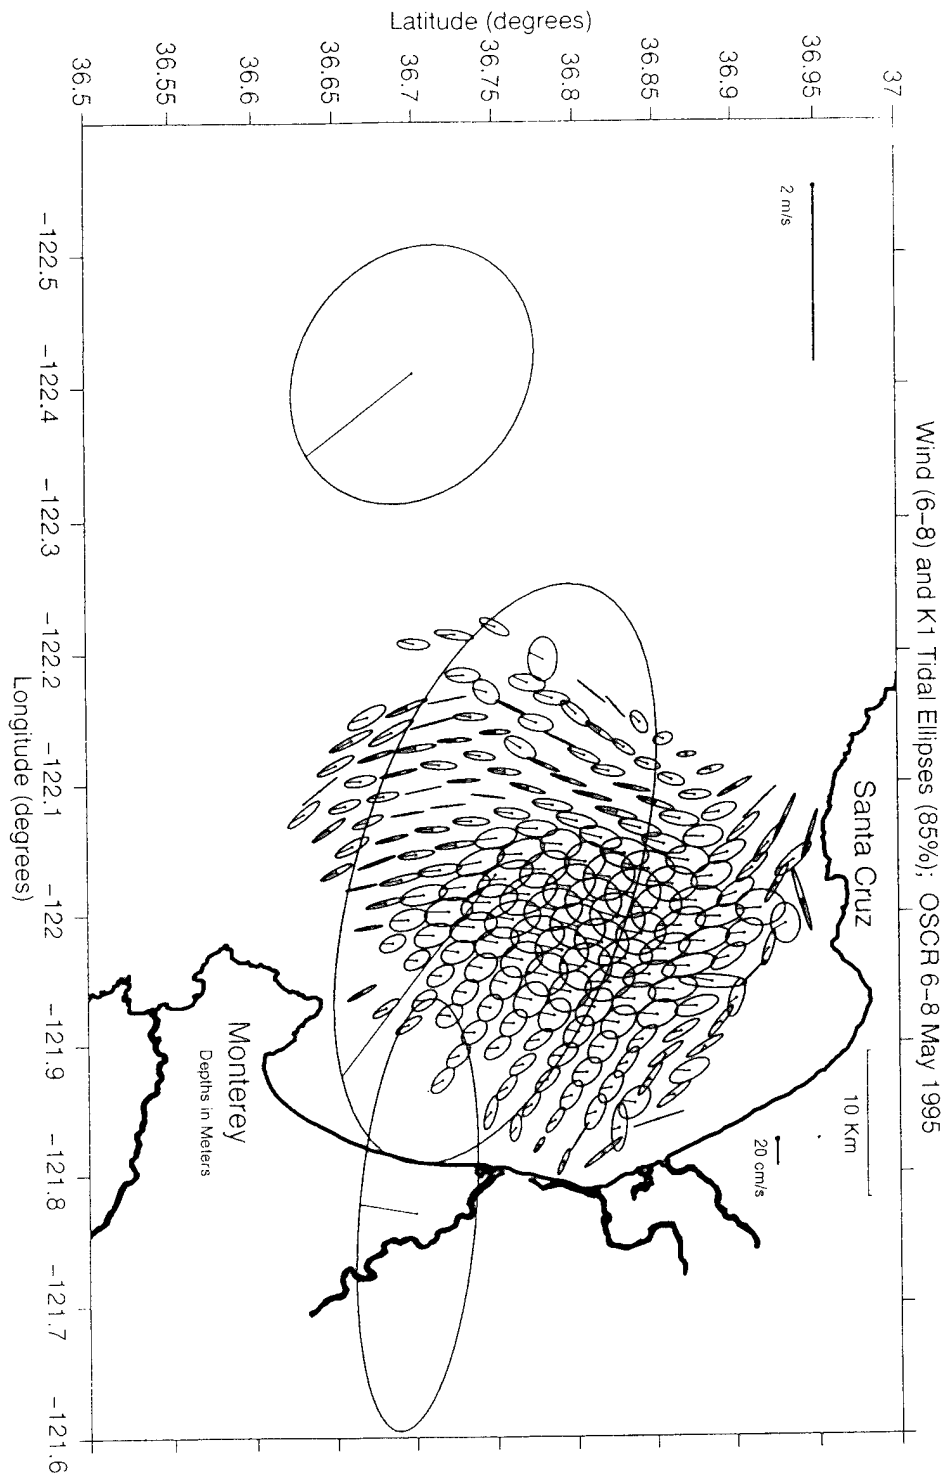 Wind (6–8) and K1 Tidal Ellipses (85%); OSCR 6–8 May 1995
Latitude (degrees)
37
36.95
36.9
36.85
36.8
36.75
36.7
36.65
36.6
36.55
36.5
2 m/s
Santa Cruz
10 Km
20 cm/s
Monterey
Depths in Meters
−122.5
−122.4
−122.3
−122.2
−122.1
−122
−121.9
−121.8
−121.7
−121.6
Longitude (degrees)